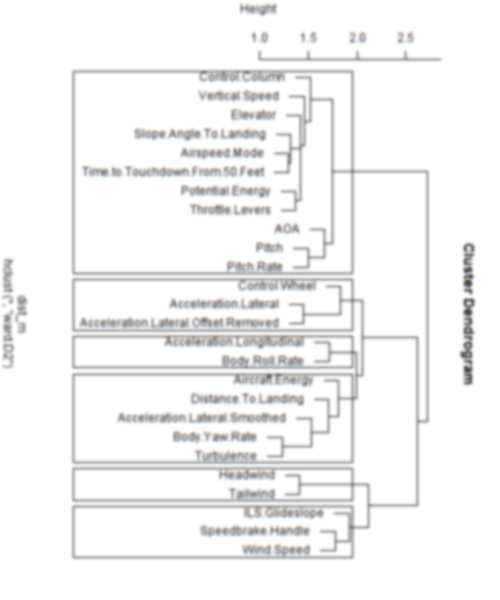 Height
1.0 1.5 2.0 2.5
Control.Column
Vertical.Speed
Elevator
Slope.Angle.To.Landing
Airspeed.Mode
Time.to.Touchdown.From.50.Feet
Potential.Energy
Throttle.Levers
AOA
Pitch
Pitch.Rate
Control.Wheel
Acceleration.Lateral
Acceleration.Lateral.Offset.Removed
Acceleration.Longitudinal
Body.Roll.Rate
Aircraft.Energy
Distance.To.Landing
Acceleration.Lateral.Smoothed
Body.Yaw.Rate
Turbulence
Headwind
Tailwind
ILS.Glideslope
Speedbrake.Handle
Wind.Speed
Cluster Dendrogram
dist_m
hclust (*, "ward.D2")